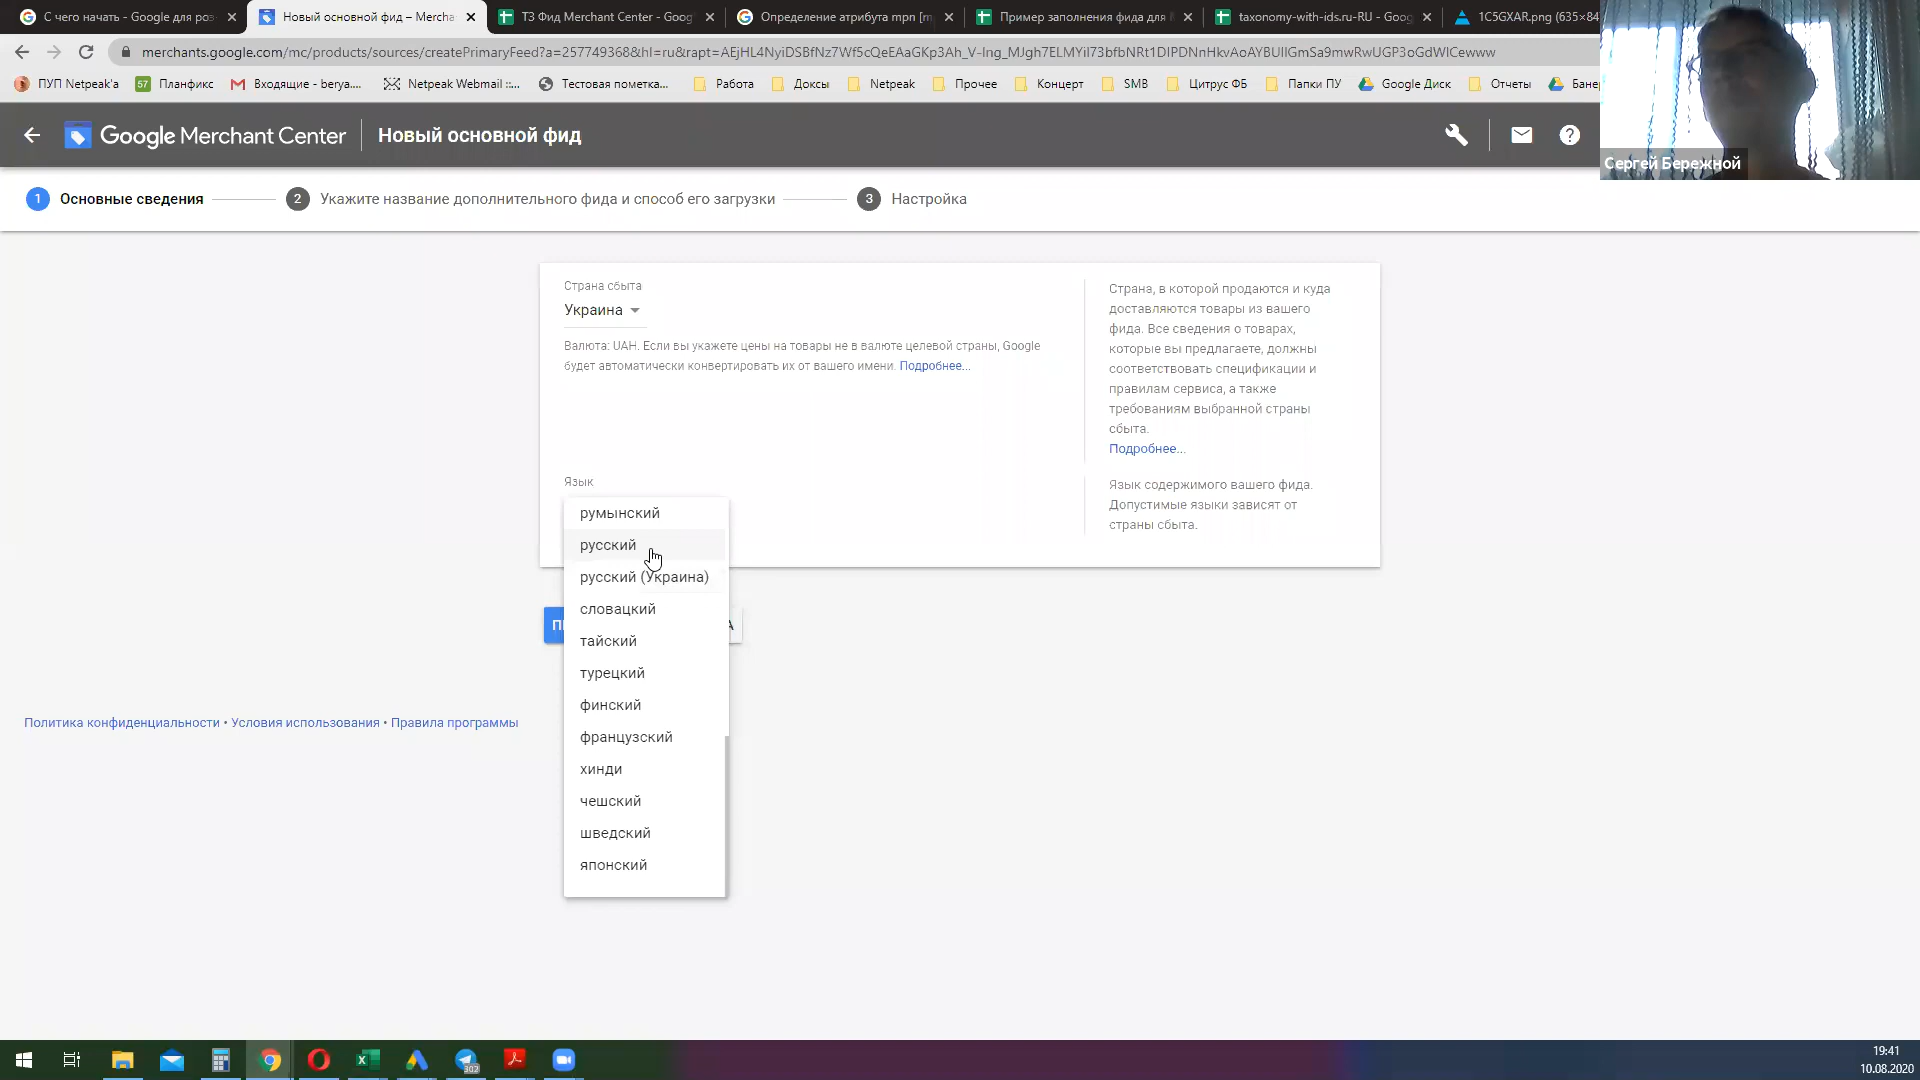 С чего начать - Google для роз
Новый основной фид – Mercha
ТЗ Фид Merchant Center - Goog
Определение атрибута mpn [m
Пример заполнения фида для М
taxonomy-with-ids.ru-RU - Goog
1C5GXAR.png (635×84
merchants.google.com/mc/products/sources/createPrimaryFeed?a=257749368&hl=ru&rapt=
ПУП Netpeak'а
57
Планфикс
Входящие - berya....
Netpeak Webmail ::...
Тестовая пометка...
Работа
Доксы
Netpeak
Прочее
Концерт
SMB
Цитрус ФБ
Папки ПУ
Google Диск
Отчеты
Банер
Google Merchant Center
Новый основной фид
Сергей Бережной
1 Основные сведения
2 Укажите название дополнительного фида и способ его загрузки
3 Настройка
Страна сбыта
Украина
Валюта: UAH. Если вы укажете цены на товары не в валюте целевой страны, Google
будет автоматически конвертировать их от вашего имени. Подробнее...
Страна, в которой продаются и куда
доставляются товары из вашего
фида. Все сведения о товарах,
которые вы предлагаете, должны
соответствовать спецификации и
правилам сервиса, а также
требованиям выбранной страны
сбыта.
Подробнее...
Язык
Язык содержимого вашего фида.
Допустимые языки зависят от
страны сбыта.
румынский
русский
русский (Украина)
словацкий
тайский
турецкий
финский
французский
хинди
чешский
шведский
японский
Политика конфиденциальности • Условия использования • Правила программы
302
19:41
10.08.2020